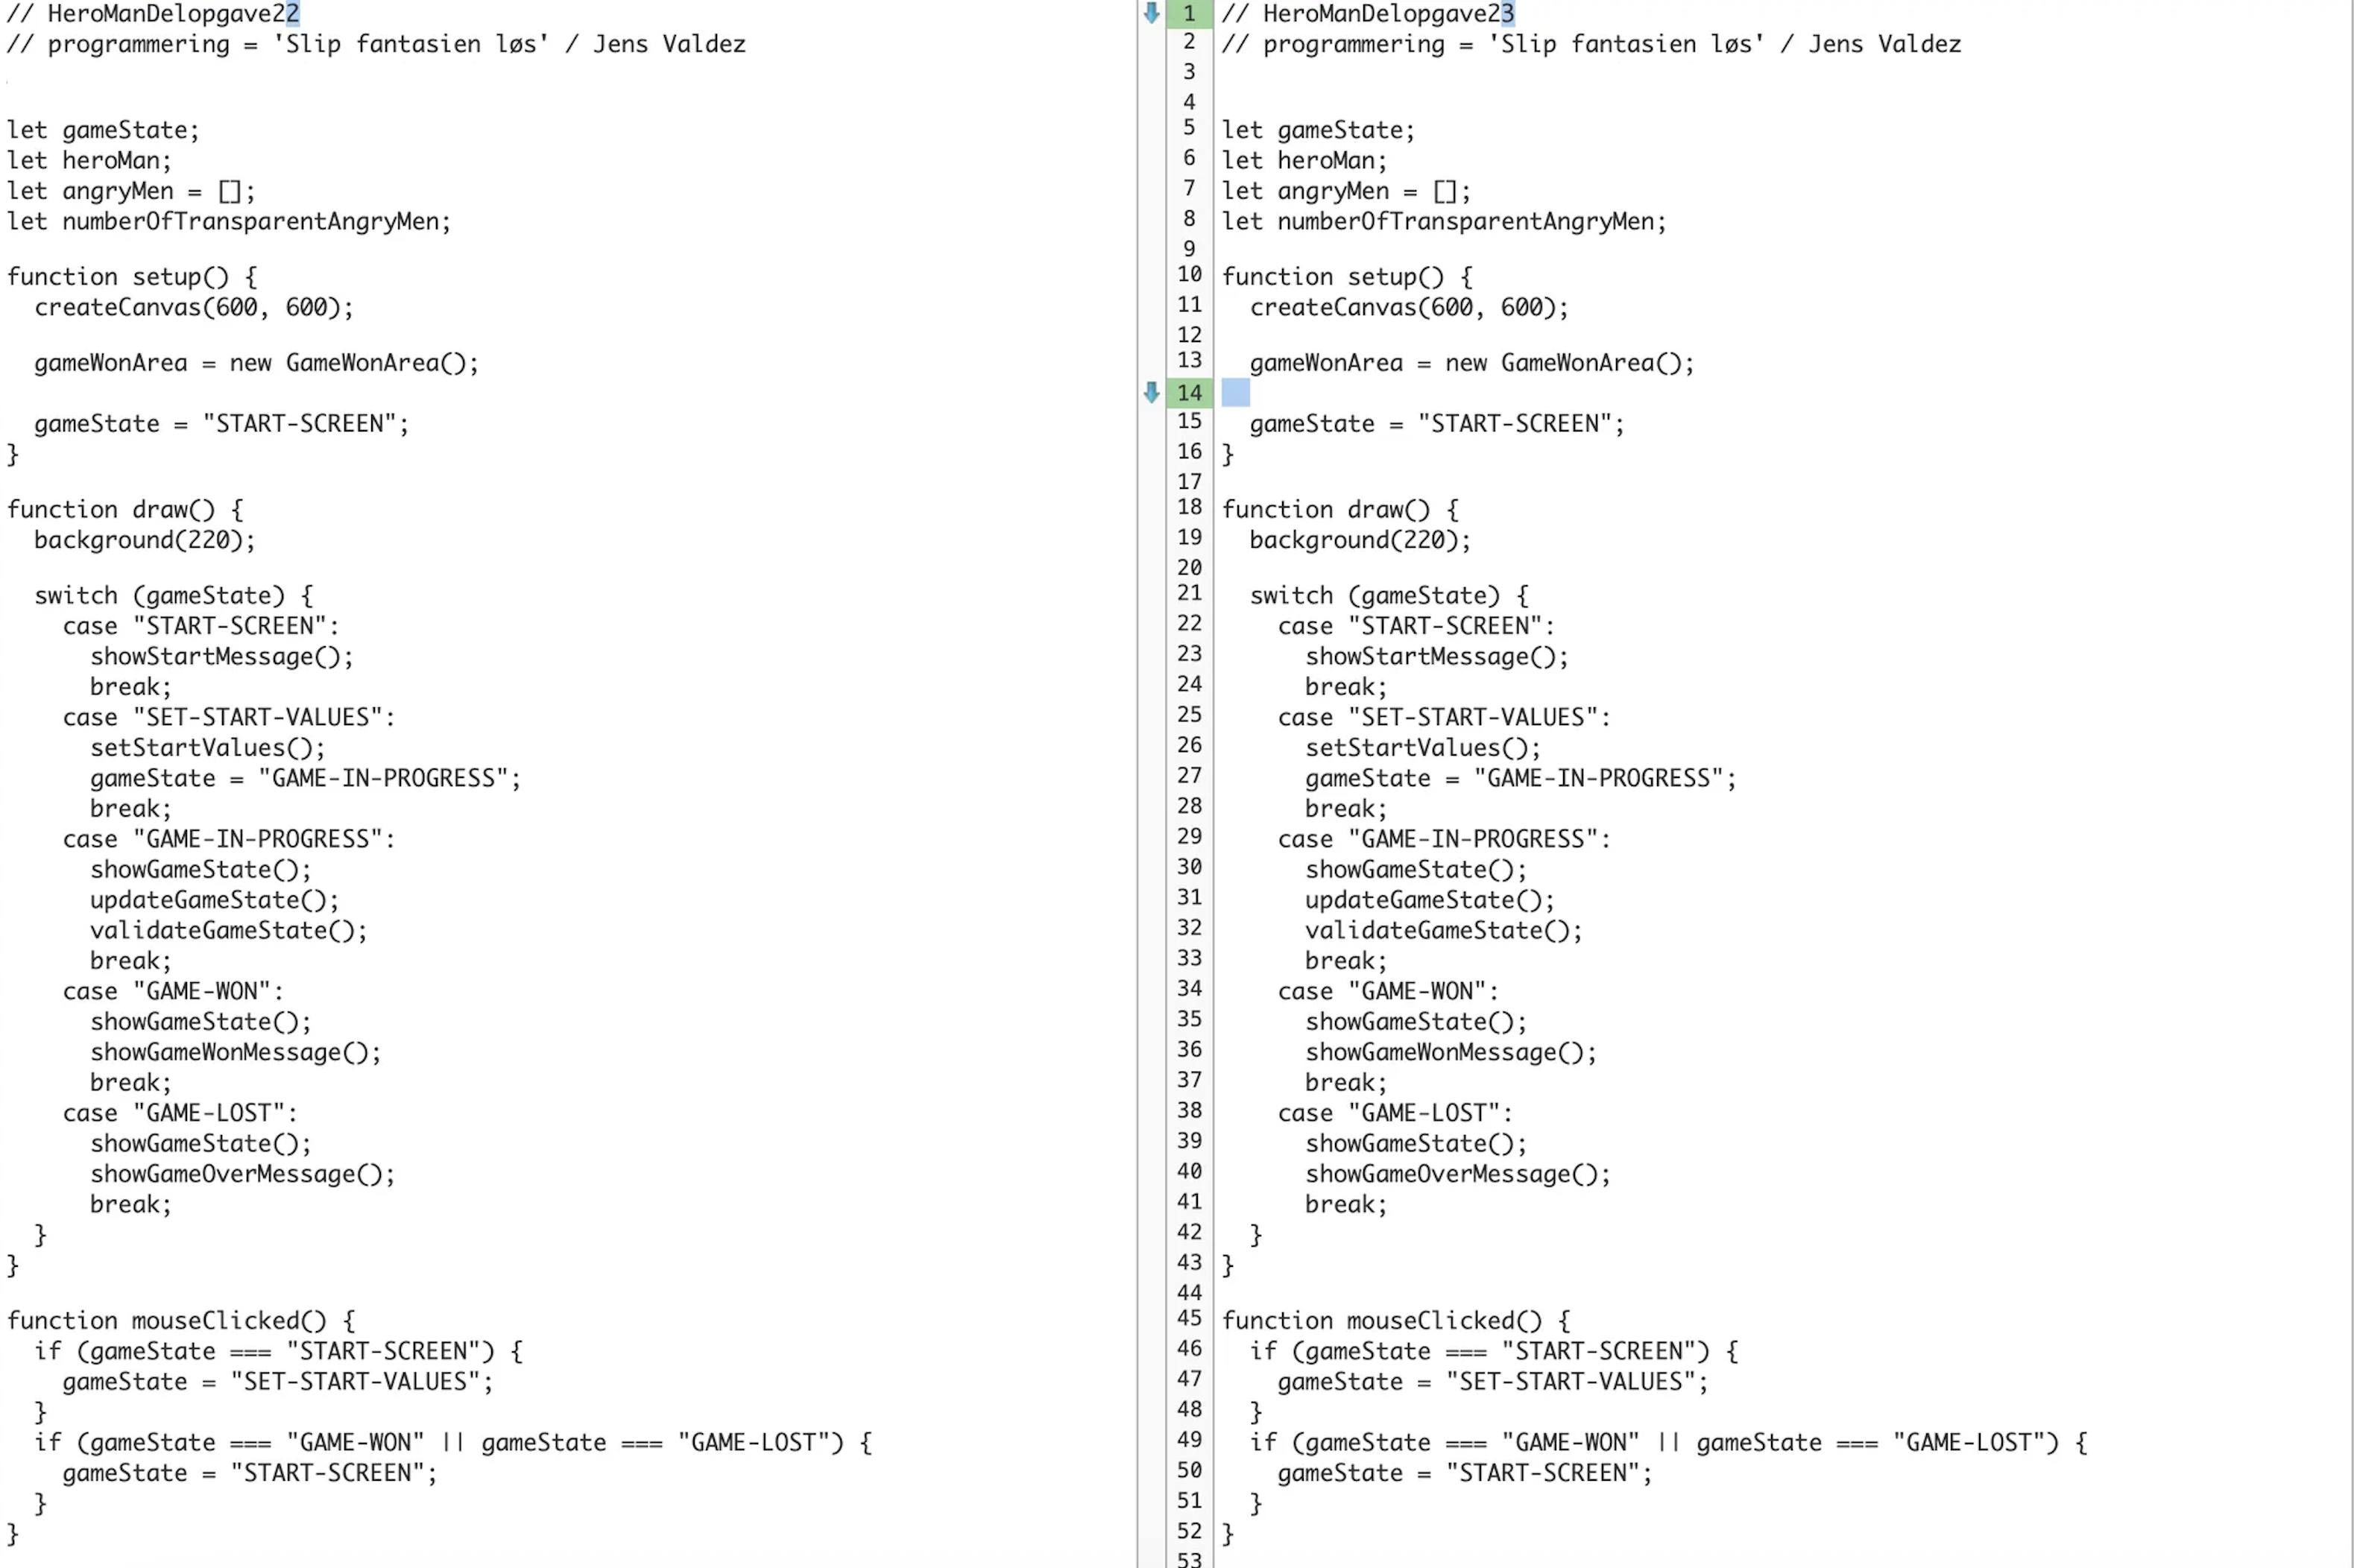 // HeroManDelopgave22
// programmering = 'Slip fantasien løs' / Jens Valdez
let gameState;
let heroMan;
let angryMen = [];
let numberOfTransparentAngryMen;
function setup() {
createCanvas(600, 600);
gameWonArea = new GameWonArea();
gameState = "START-SCREEN";
}
function draw() {
background(220);
switch (gameState) {
case "START-SCREEN":
showStartMessage();
break;
case "SET-START-VALUES":
setStartValues();
gameState = "GAME-IN-PROGRESS";
break;
case "GAME-IN-PROGRESS":
showGameState();
updateGameState();
validateGameState();
break;
case "GAME-WON":
showGameState();
showGameWonMessage();
break;
case "GAME-LOST":
showGameState();
showGameOverMessage();
break;
}
}
function mouseClicked() {
if (gameState === "START-SCREEN") {
gameState = "SET-START-VALUES";
}
if (gameState === "GAME-WON" || gameState === "GAME-LOST") {
gameState = "START-SCREEN";
}
}
1 // HeroManDelopgave23
2 // programmering = 'Slip fantasien løs' / Jens Valdez
3
4
5 let gameState;
6 let heroMan;
7 let angryMen = [];
8 let numberOfTransparentAngryMen;
9
10 function setup() {
11 createCanvas(600, 600);
12
13 gameWonArea = new GameWonArea();
14
15 gameState = "START-SCREEN";
16 }
17
18 function draw() {
19 background(220);
20
21 switch (gameState) {
22 case "START-SCREEN":
23 showStartMessage();
24 break;
25 case "SET-START-VALUES":
26 setStartValues();
27 gameState = "GAME-IN-PROGRESS";
28 break;
29 case "GAME-IN-PROGRESS":
30 showGameState();
31 updateGameState();
32 validateGameState();
33 break;
34 case "GAME-WON":
35 showGameState();
36 showGameWonMessage();
37 break;
38 case "GAME-LOST":
39 showGameState();
40 showGameOverMessage();
41 break;
42 }
43 }
44
45 function mouseClicked() {
46 if (gameState === "START-SCREEN") {
47 gameState = "SET-START-VALUES";
48 }
49 if (gameState === "GAME-WON" || gameState === "GAME-LOST") {
50 gameState = "START-SCREEN";
51 }
52 }
53